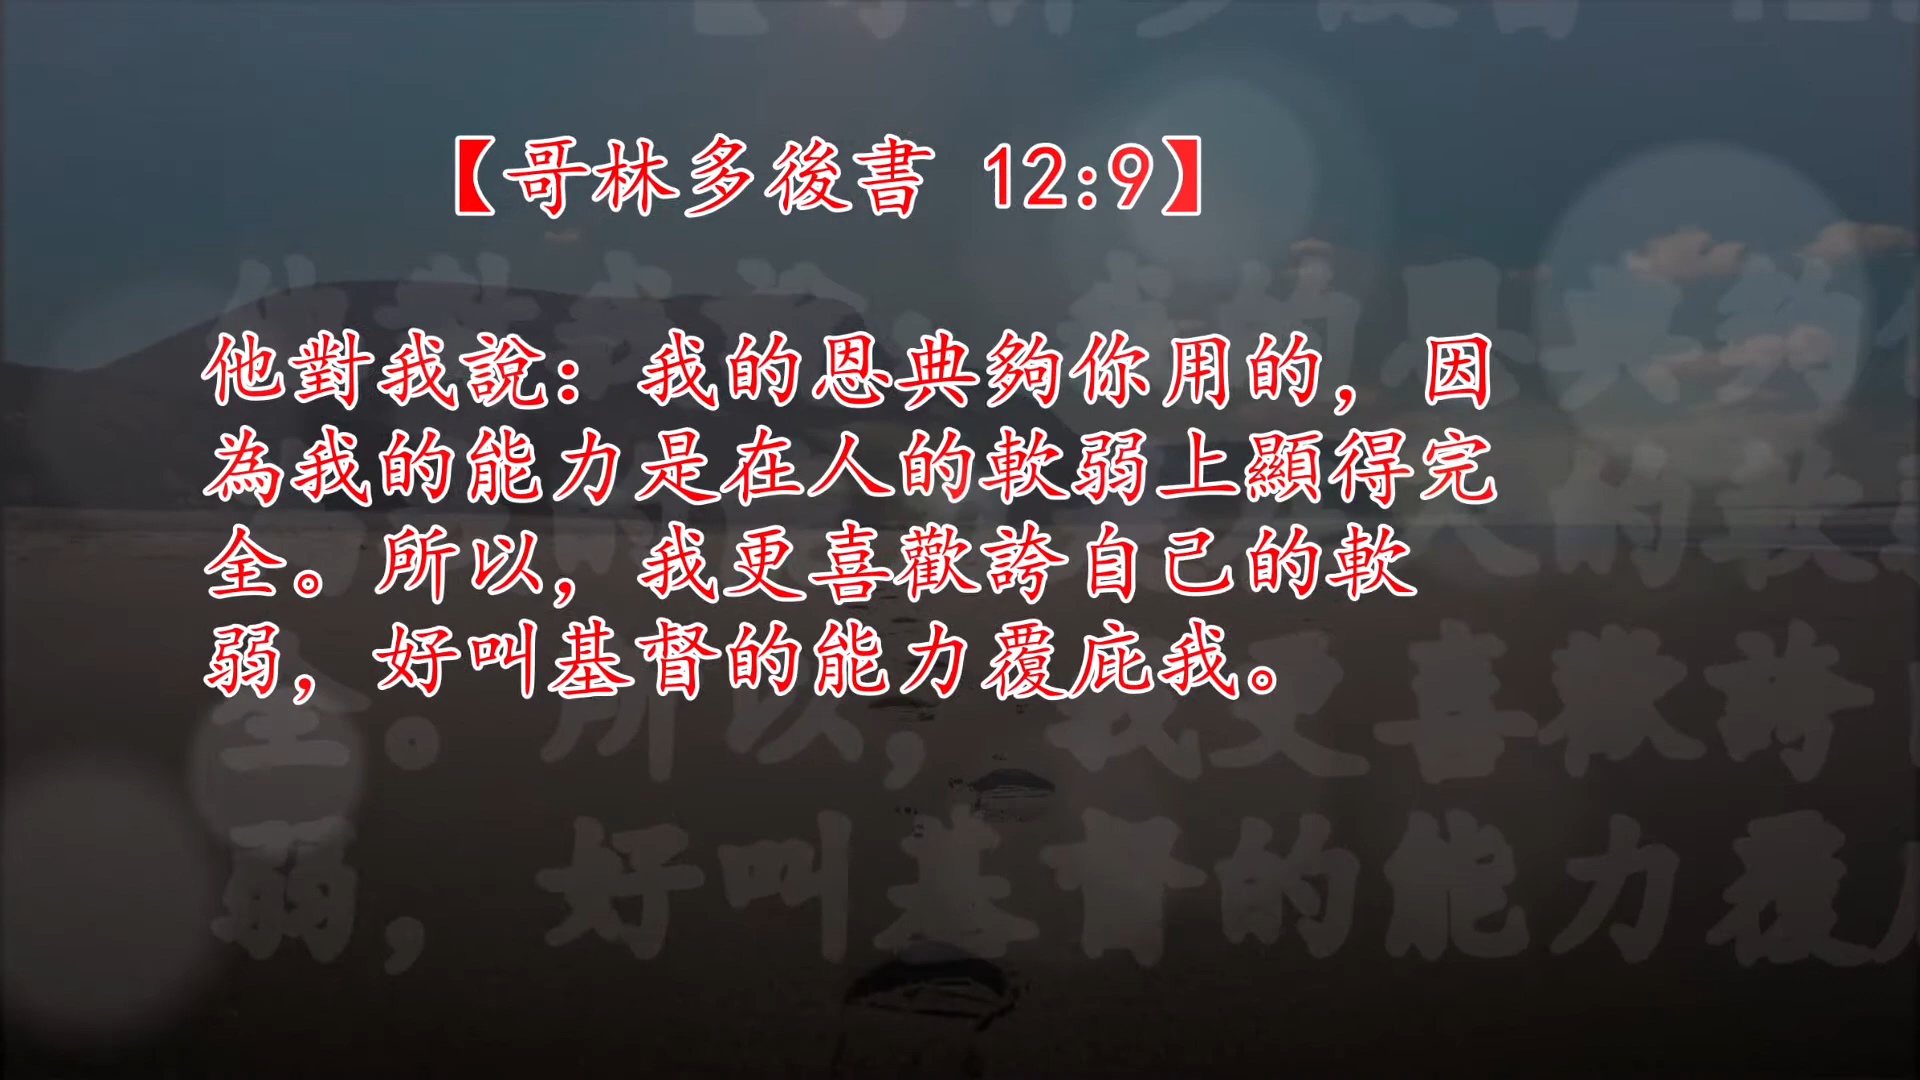 【哥林多後書 12:9】
他對我說：我的恩典夠你用的，因
為我的能力是在人的軟弱上顯得完
全。所以，我更喜歡誇自己的軟
弱，好叫基督的能力覆庇我。